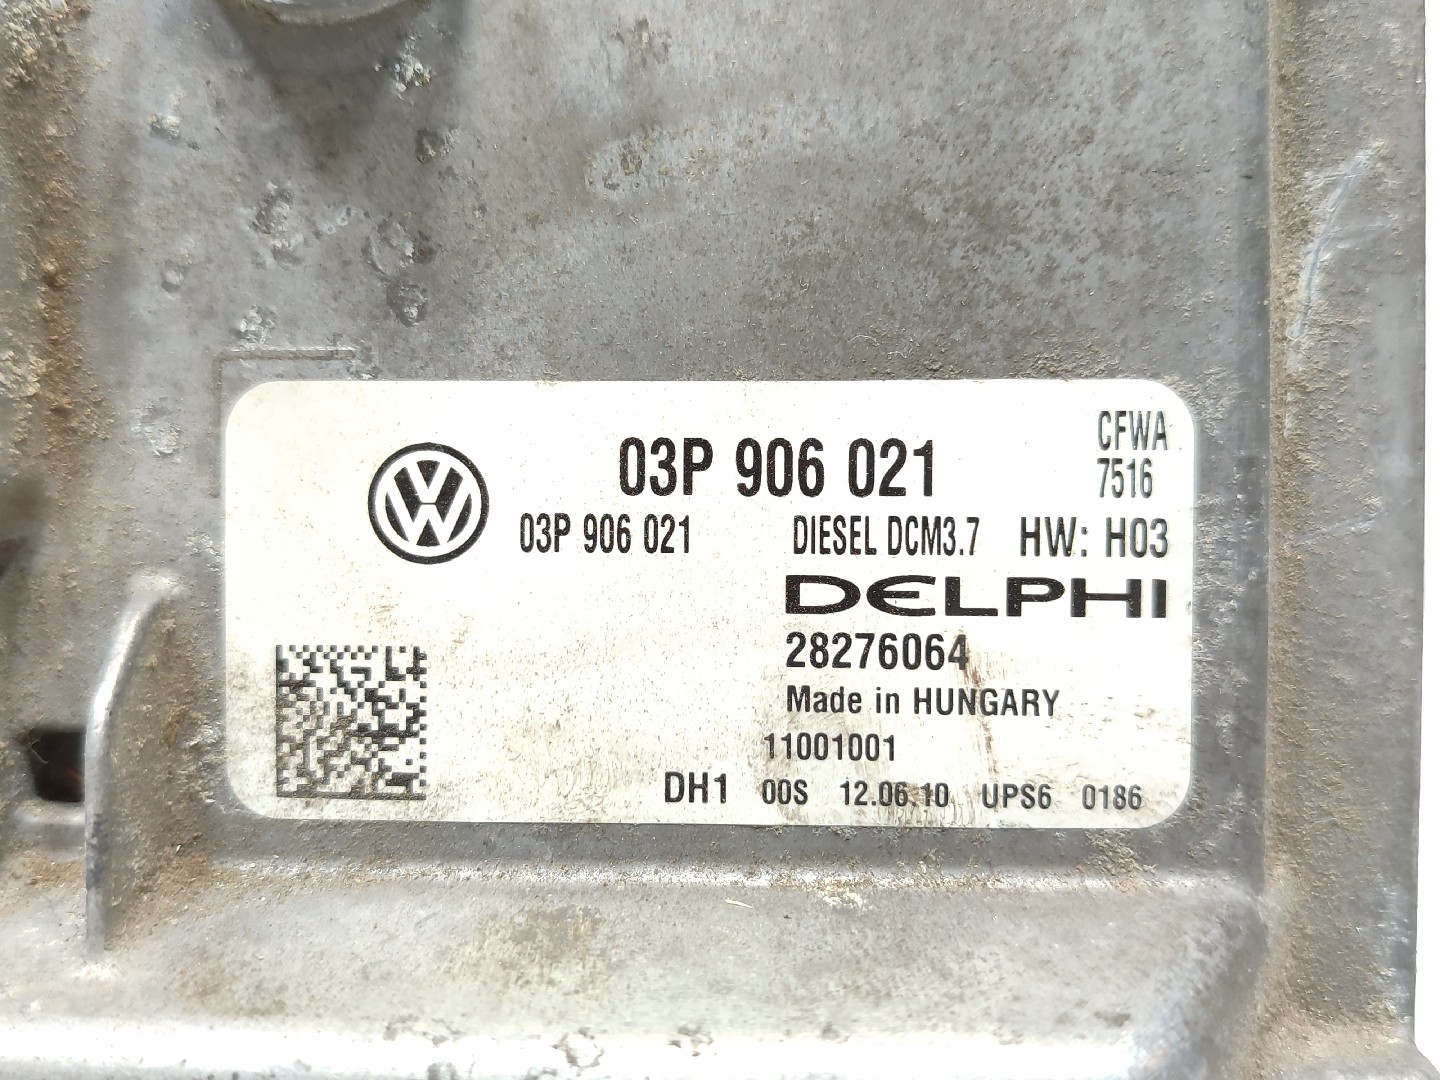 CFWA
03P 906 021 7516
03P 906 021 DIESEL DCM3.7 HW: H03
DELPHI
28276064
Made in HUNGARY
11001001
DH1 00S 12.06.10 UPS6 0186